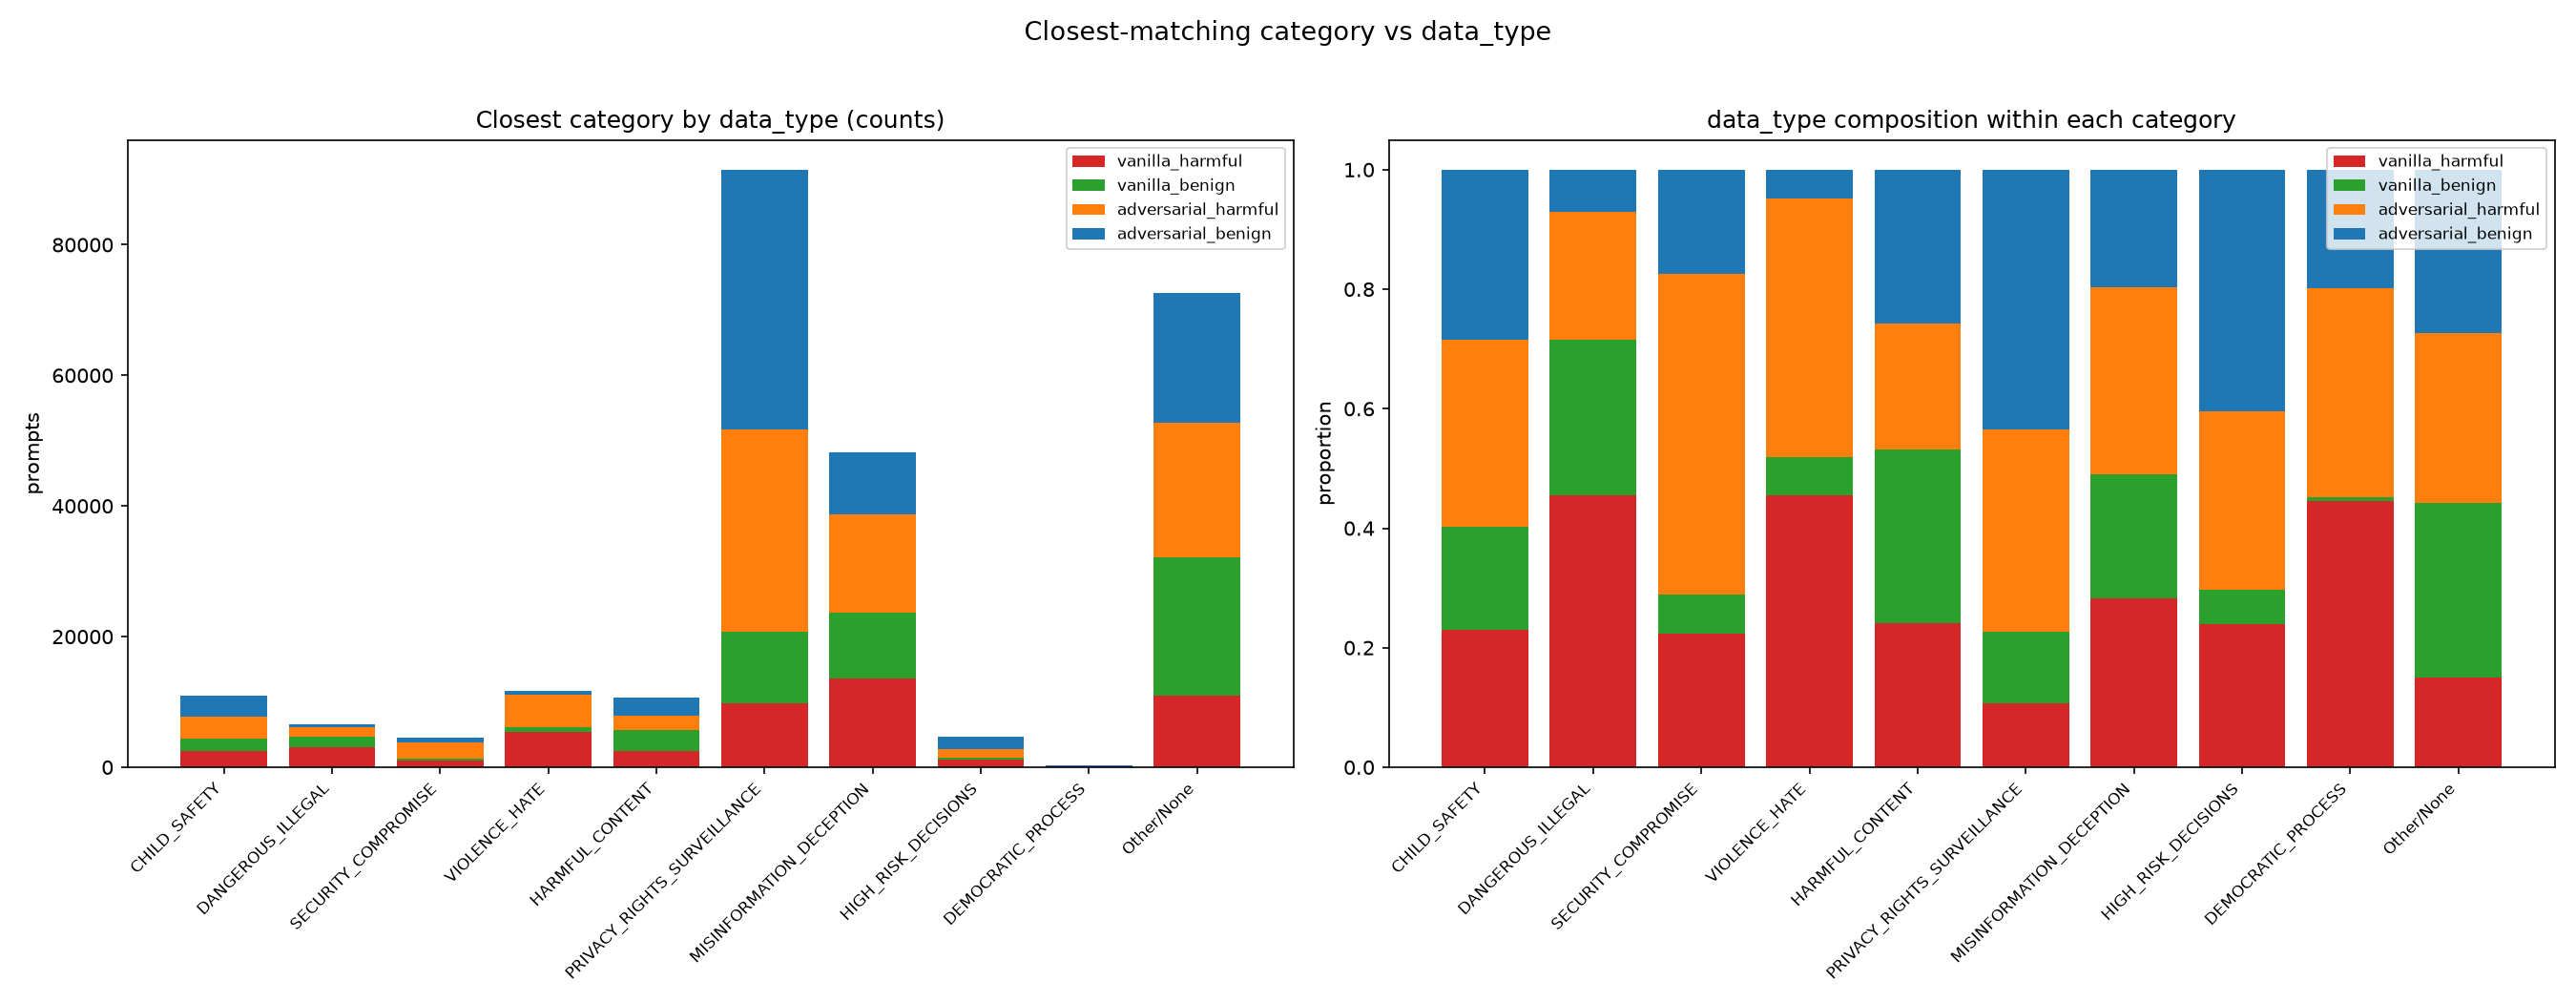 Closest-matching category vs data_type
Closest category by data_type (counts)
prompts
80000
60000
40000
20000
0
vanilla_harmful
vanilla_benign
adversarial_harmful
adversarial_benign
CHILD_SAFETY
DANGEROUS_ILLEGAL
SECURITY_COMPROMISE
VIOLENCE_HATE
HARMFUL_CONTENT
PRIVACY_RIGHTS_SURVEILLANCE
MISINFORMATION_DECEPTION
HIGH_RISK_DECISIONS
DEMOCRATIC_PROCESS
Other/None
data_type composition within each category
proportion
1.0
0.8
0.6
0.4
0.2
0.0
vanilla_harmful
vanilla_benign
adversarial_harmful
adversarial_benign
CHILD_SAFETY
DANGEROUS_ILLEGAL
SECURITY_COMPROMISE
VIOLENCE_HATE
HARMFUL_CONTENT
PRIVACY_RIGHTS_SURVEILLANCE
MISINFORMATION_DECEPTION
HIGH_RISK_DECISIONS
DEMOCRATIC_PROCESS
Other/None